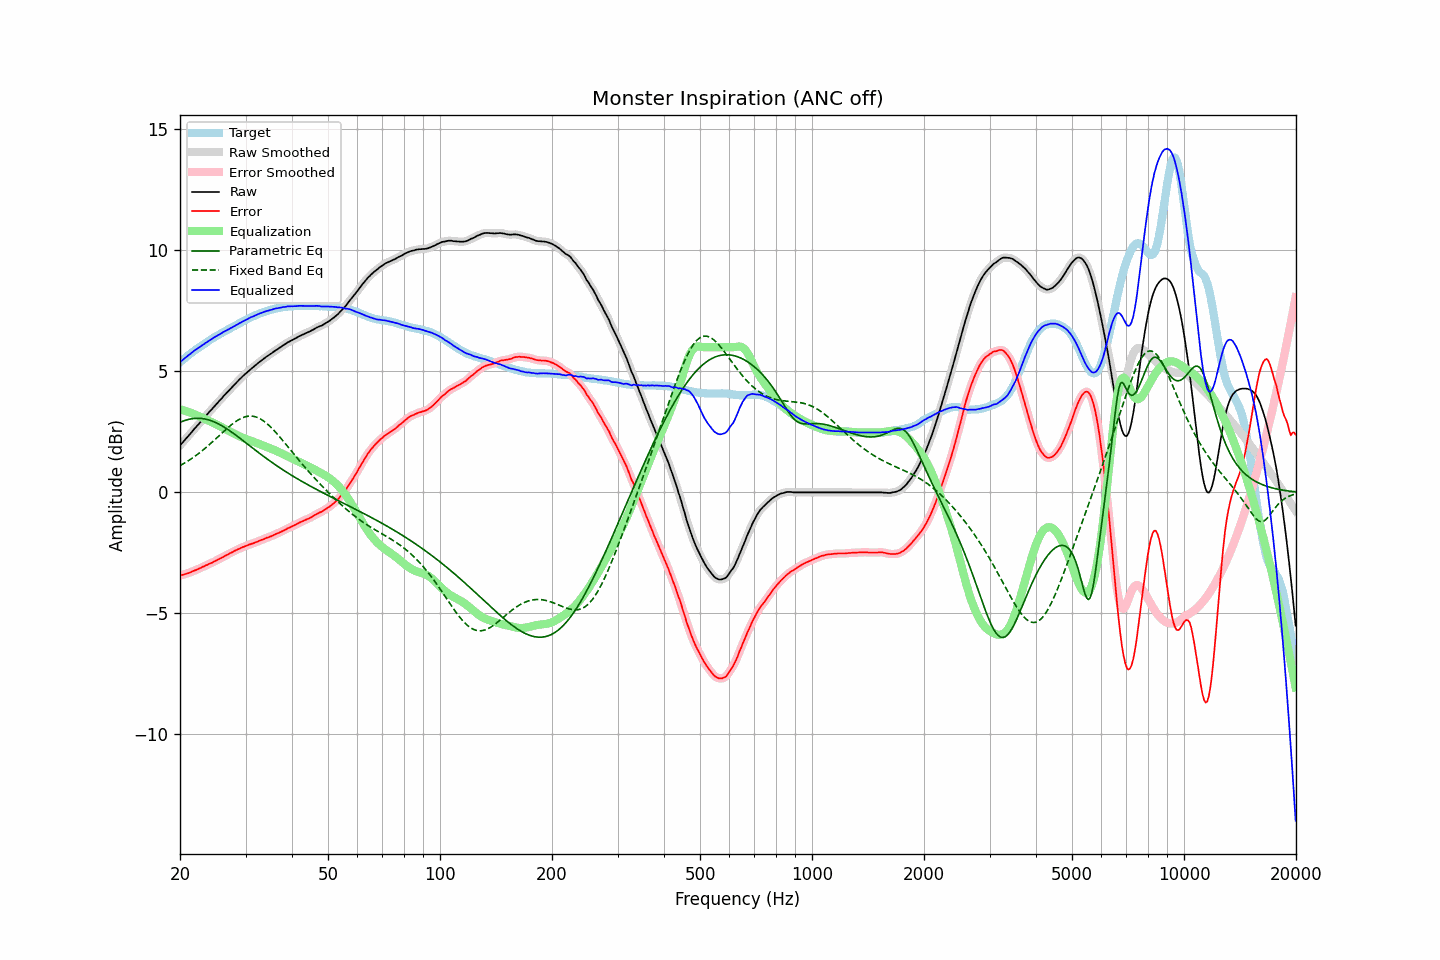 Monster Inspiration (ANC off)
Target
Raw Smoothed
Error Smoothed
Raw
Error
Equalization
Parametric Eq
Fixed Band Eq
Equalized
15
10
5
0
−5
−10
Amplitude (dBr)
20 50 100 200 500 1000 2000 5000 10000 20000
Frequency (Hz)